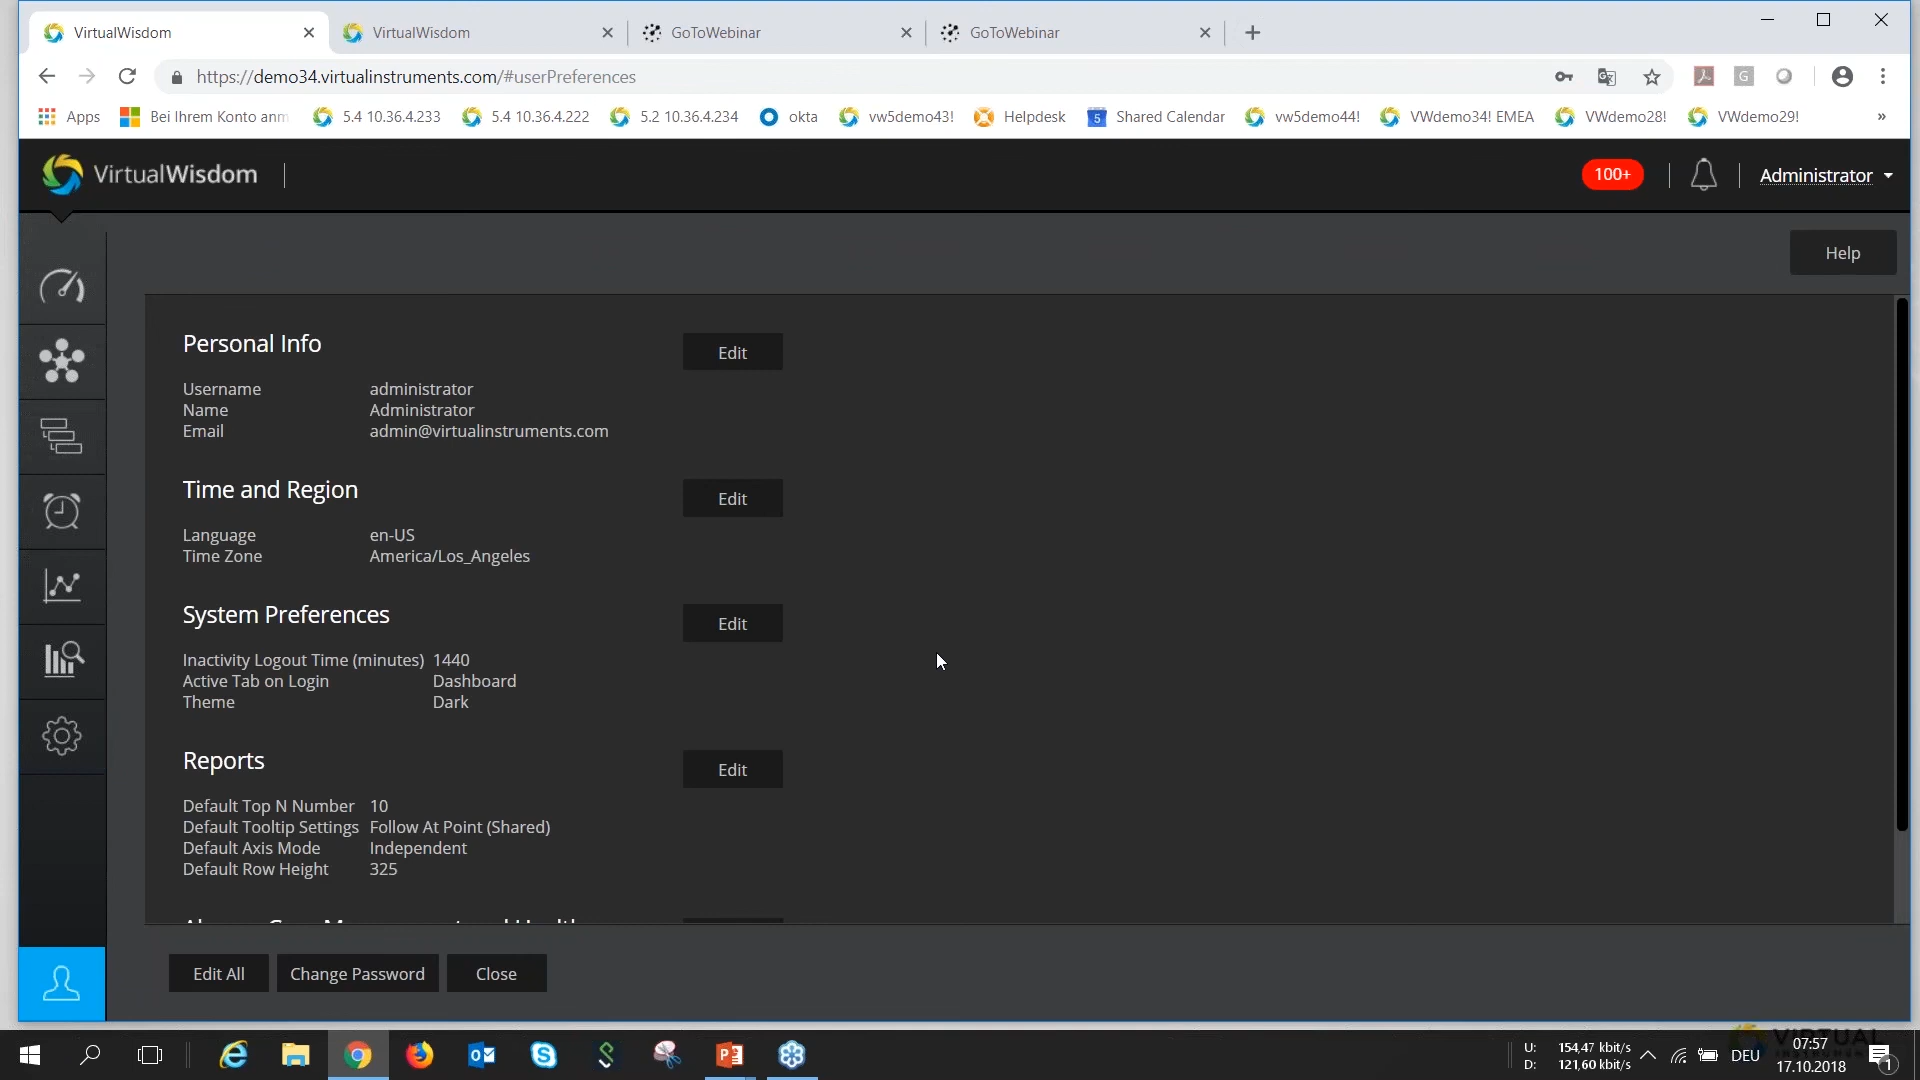 VirtualWisdom
VirtualWisdom
GoToWebinar
GoToWebinar
https://demo34.virtualinstruments.com/#userPreferences
Apps
Bei Ihrem Konto anm
5.4 10.36.4.233
5.4 10.36.4.222
5.2 10.36.4.234
okta
vw5demo43!
Helpdesk
5
Shared Calendar
vw5demo44!
VWdemo34! EMEA
VWdemo28!
VWdemo29!
»
VirtualWisdom
100+
Administrator
Help
Personal Info
Edit
Username administrator
Name Administrator
Email admin@virtualinstruments.com
Time and Region
Edit
Language en-US
Time Zone America/Los_Angeles
System Preferences
Edit
Inactivity Logout Time (minutes) 1440
Active Tab on Login Dashboard
Theme Dark
Reports
Edit
Default Top N Number 10
Default Tooltip Settings Follow At Point (Shared)
Default Axis Mode Independent
Default Row Height 325
Edit All
Change Password
Close
U: 154,47 kbit/s
D: 121,60 kbit/s
DEU
07:57
17.10.2018
1
VIRTUAL